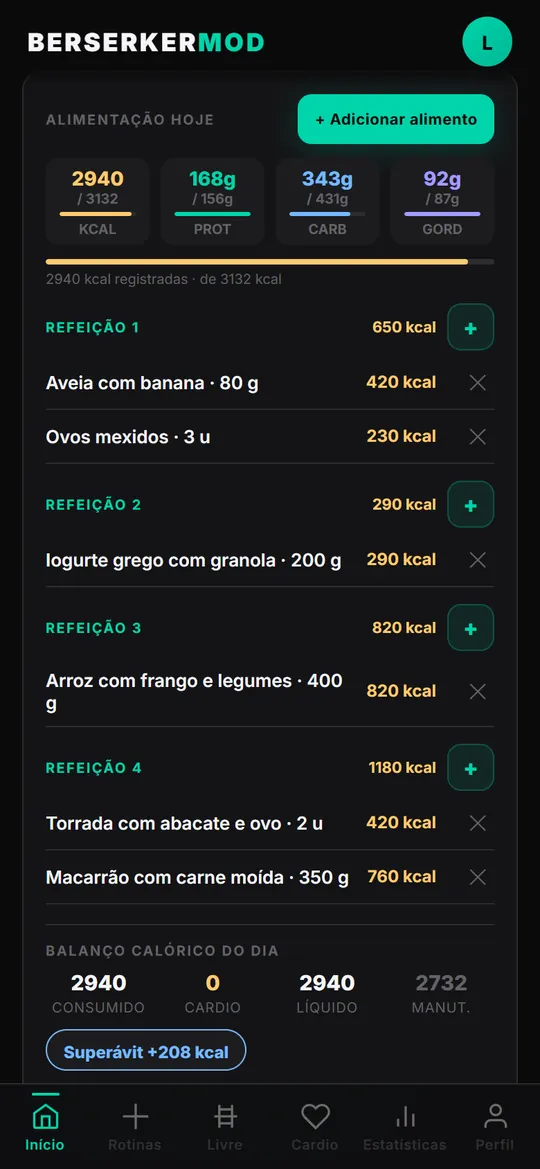 BERSERKERMOD
L
ALIMENTAÇÃO HOJE
+ Adicionar alimento
2940 168g 343g 92g
/ 3132 / 156g / 431g / 87g
KCAL PROT CARB GORD
2940 kcal registradas · de 3132 kcal
REFEIÇÃO 1 650 kcal +
Aveia com banana · 80 g 420 kcal
Ovos mexidos · 3 u 230 kcal
REFEIÇÃO 2 290 kcal +
Iogurte grego com granola · 200 g 290 kcal
REFEIÇÃO 3 820 kcal +
Arroz com frango e legumes · 400
g
820 kcal
REFEIÇÃO 4 1180 kcal +
Torrada com abacate e ovo · 2 u 420 kcal
Macarrão com carne moída · 350 g 760 kcal
BALANÇO CALÓRICO DO DIA
2940 0 2940 2732
CONSUMIDO CARDIO LÍQUIDO MANUT.
Superávit +208 kcal
Início Rotinas Livre Cardio Estatísticas Perfil